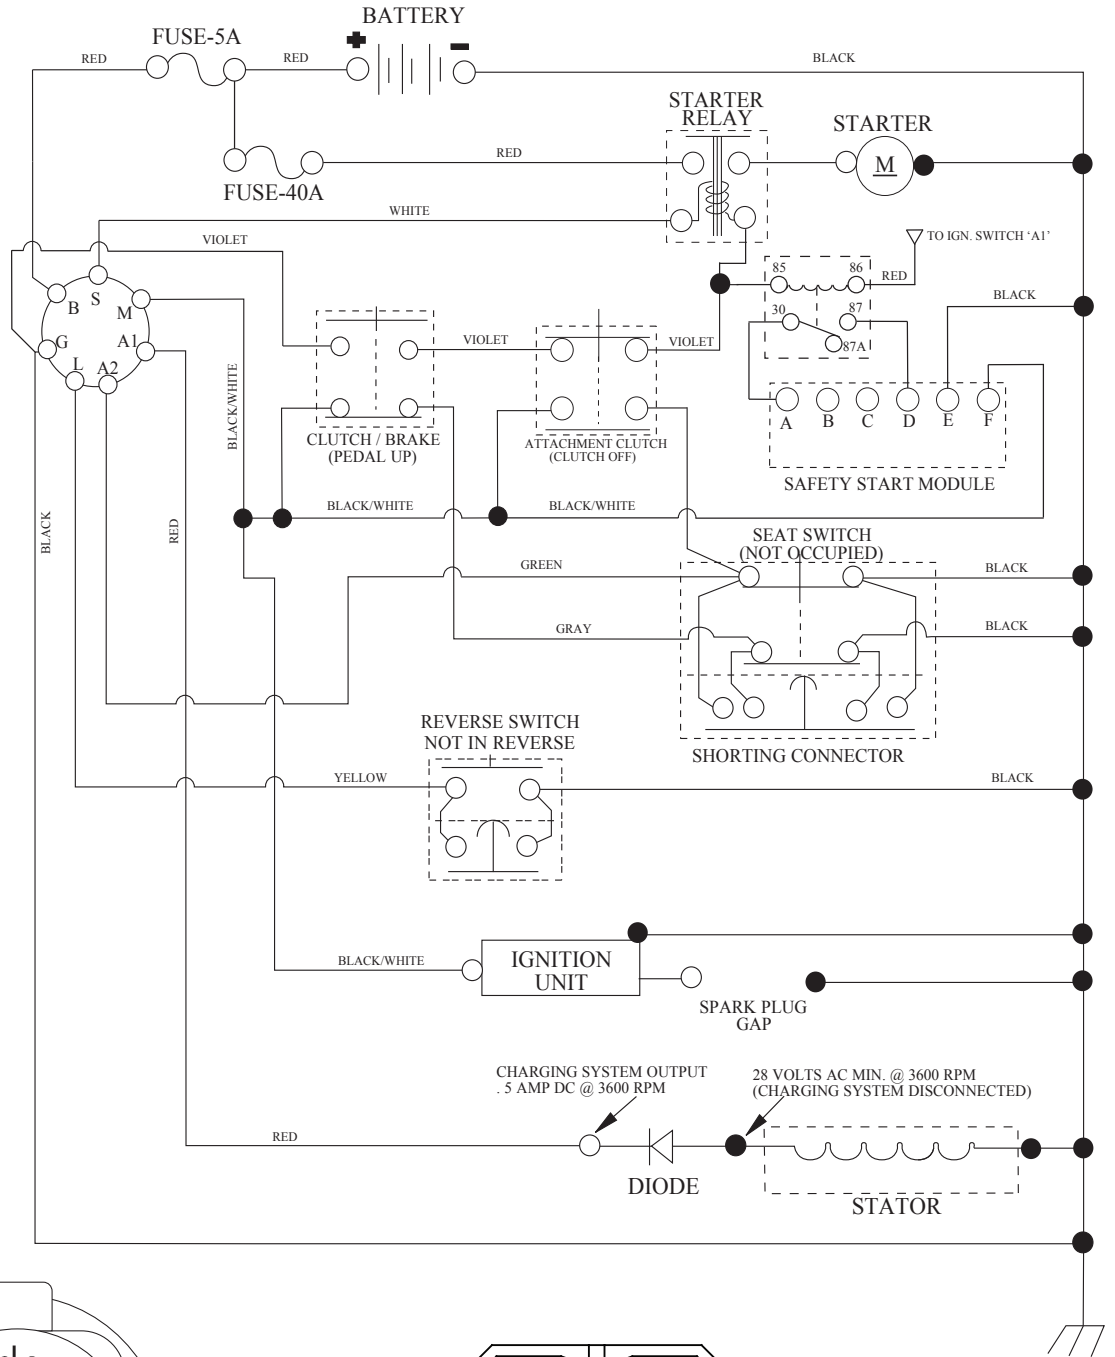 BATTERY
FUSE-5A
RED
RED
BLACK
STARTER
RELAY
STARTER
M
RED
FUSE-40A
WHITE
VIOLET
TO IGN. SWITCH ‘A1’
85
86
RED
B
S
M
G
A1
L
A2
30
87
87A
BLACK
VIOLET
VIOLET
BLACK/WHITE
A
B
C
D
E
F
CLUTCH / BRAKE
(PEDAL UP)
ATTACHMENT CLUTCH
(CLUTCH OFF)
SAFETY START MODULE
BLACK/WHITE
BLACK/WHITE
BLACK
RED
SEAT SWITCH
(NOT OCCUPIED)
GREEN
BLACK
GRAY
BLACK
REVERSE SWITCH
NOT IN REVERSE
SHORTING CONNECTOR
YELLOW
BLACK
BLACK/WHITE
IGNITION
UNIT
SPARK PLUG
GAP
CHARGING SYSTEM OUTPUT
. 5 AMP DC @ 3600 RPM
28 VOLTS AC MIN. @ 3600 RPM
(CHARGING SYSTEM DISCONNECTED)
RED
DIODE
STATOR